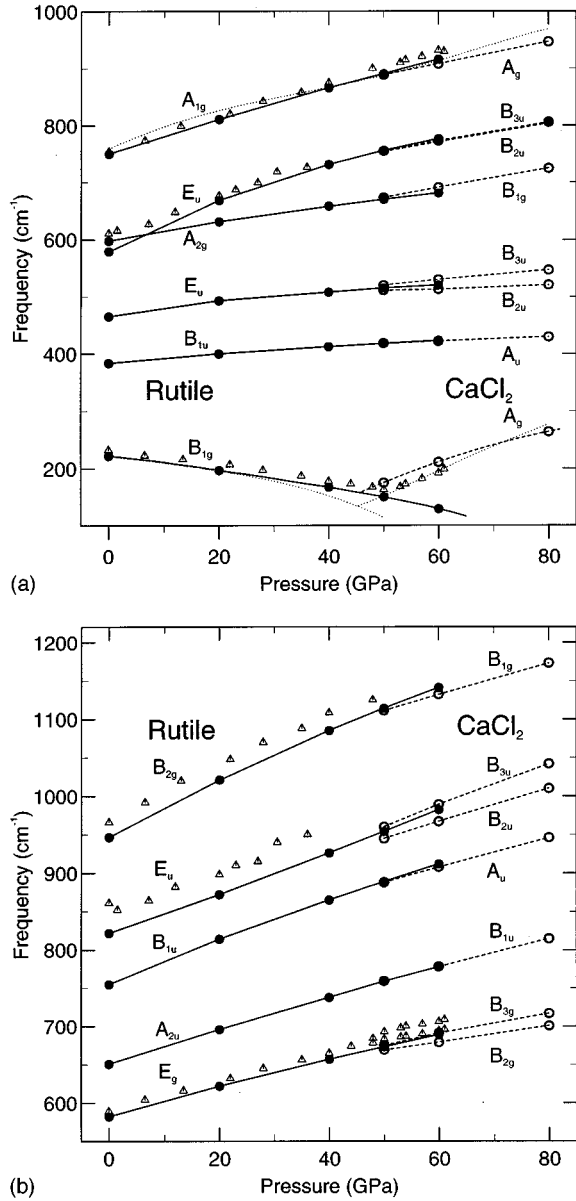 1000
800
600
400
200
Frequency (cm⁻¹)
A₁g
Eᵤ
A₂g
Eᵤ
B₁ᵤ
Rutile
B₁g
Ag
B₃ᵤ
B₂ᵤ
B₁g
B₃ᵤ
B₂ᵤ
Aᵤ
CaCl₂
Ag
0 20 40 60 80
(a) Pressure (GPa)
1200
1100
1000
900
800
700
600
Frequency (cm⁻¹)
Rutile
CaCl₂
B₂g
Eᵤ
B₁ᵤ
A₂ᵤ
Eg
B₁g
B₃ᵤ
B₂ᵤ
Aᵤ
B₁ᵤ
B₃g
B₂g
0 20 40 60 80
(b) Pressure (GPa)